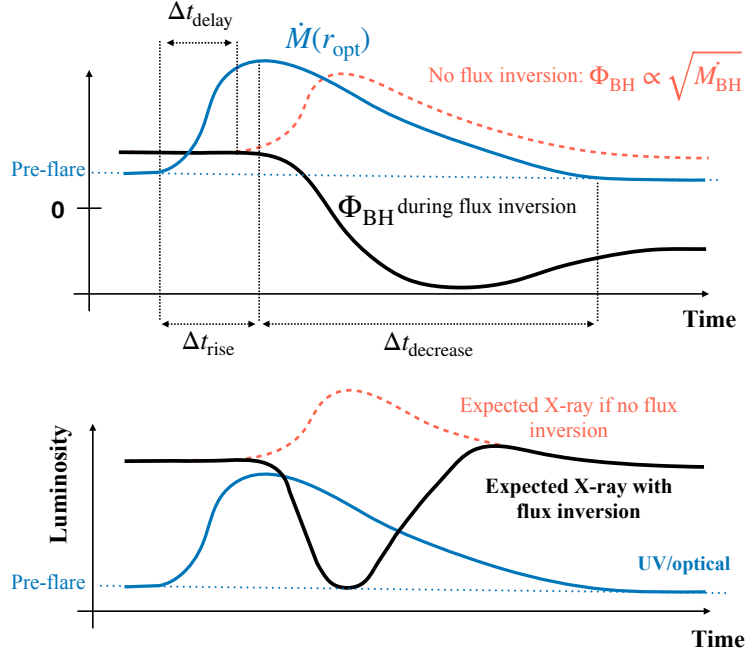 Δt_delay
Ṁ(r_opt)
No flux inversion: Φ_BH ∝ √Ṁ_BH
Pre-flare
0
Φ_BH during flux inversion
Time
Δt_rise
Δt_decrease
Expected X-ray if no flux
inversion
Luminosity
Expected X-ray with
flux inversion
UV/optical
Pre-flare
Time